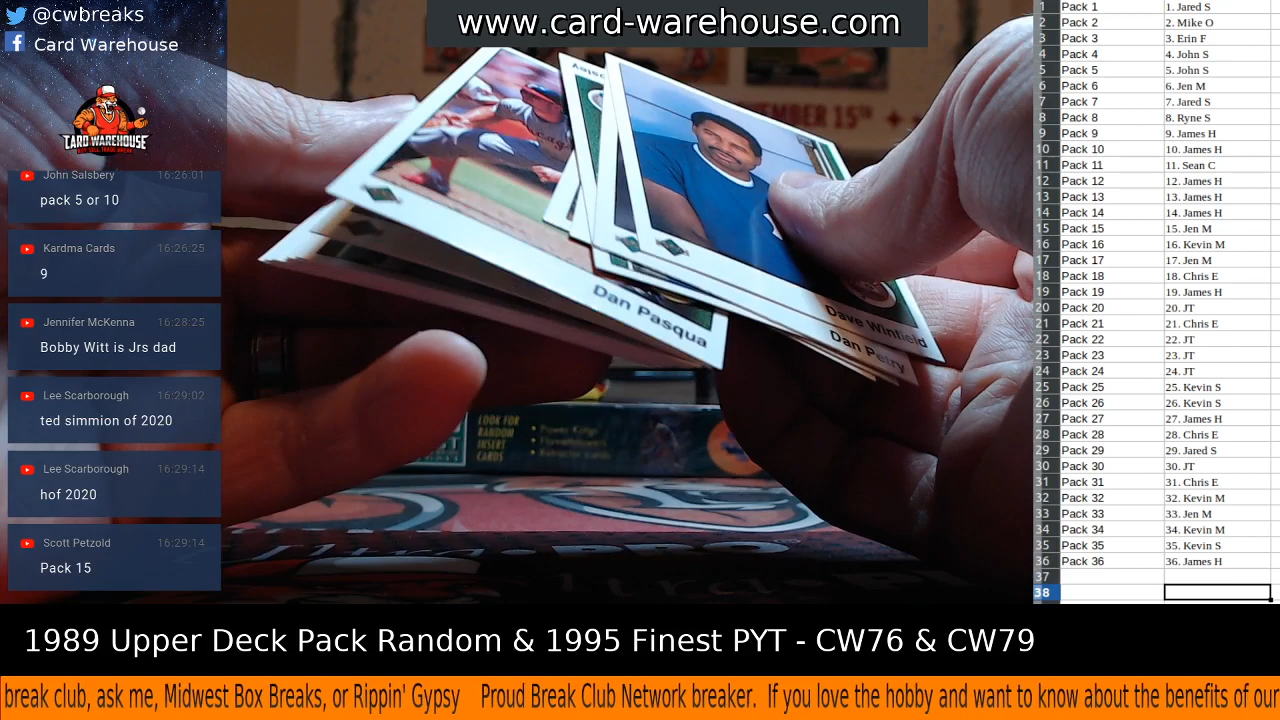 @cwbreaks
Card Warehouse
CARD WAREHOUSE
www.card-warehouse.com
John Salsbery 16:26:01
pack 5 or 10
Kardma Cards 16:26:25
9
Jennifer McKenna 16:28:25
Bobby Witt is Jrs dad
Lee Scarborough 16:29:02
ted simmion of 2020
Lee Scarborough 16:29:14
hof 2020
Scott Petzold 16:29:14
Pack 15
Dan Pasqua
Dave Winfield
Dan Petry
LOOK FOR
RANDOM
INSERT
CARDS
1 Pack 1 1. Jared S
2 Pack 2 2. Mike O
3 Pack 3 3. Erin F
4 Pack 4 4. John S
5 Pack 5 5. John S
6 Pack 6 6. Jen M
7 Pack 7 7. Jared S
8 Pack 8 8. Ryne S
9 Pack 9 9. James H
10 Pack 10 10. James H
11 Pack 11 11. Sean C
12 Pack 12 12. James H
13 Pack 13 13. James H
14 Pack 14 14. James H
15 Pack 15 15. Jen M
16 Pack 16 16. Kevin M
17 Pack 17 17. Jen M
18 Pack 18 18. Chris E
19 Pack 19 19. James H
20 Pack 20 20. JT
21 Pack 21 21. Chris E
22 Pack 22 22. JT
23 Pack 23 23. JT
24 Pack 24 24. JT
25 Pack 25 25. Kevin S
26 Pack 26 26. Kevin S
27 Pack 27 27. James H
28 Pack 28 28. Chris E
29 Pack 29 29. Jared S
30 Pack 30 30. JT
31 Pack 31 31. Chris E
32 Pack 32 32. Kevin M
33 Pack 33 33. Jen M
34 Pack 34 34. Kevin M
35 Pack 35 35. Kevin S
36 Pack 36 36. James H
37
38
1989 Upper Deck Pack Random & 1995 Finest PYT - CW76 & CW79
break club, ask me, Midwest Box Breaks, or Rippin' Gypsy Proud Break Club Network breaker. If you love the hobby and want to know about the benefits of our